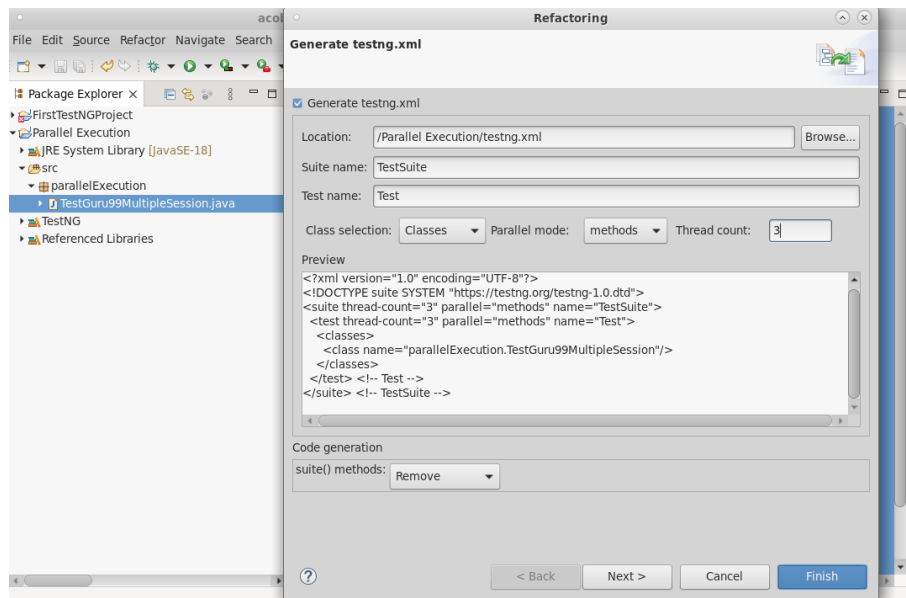 acol
Refactoring
File Edit Source Refactor Navigate Search
Generate testng.xml
Package Explorer
FirstTestNGProject
Parallel Execution
JRE System Library [JavaSE-18]
src
parallelExecution
TestGuru99MultipleSession.java
TestNG
Referenced Libraries
Generate testng.xml
Location: /Parallel Execution/testng.xml Browse...
Suite name: TestSuite
Test name: Test
Class selection: Classes Parallel mode: methods Thread count: 3
Preview
<?xml version="1.0" encoding="UTF-8"?>
<!DOCTYPE suite SYSTEM "https://testng.org/testng-1.0.dtd">
<suite thread-count="3" parallel="methods" name="TestSuite">
<test thread-count="3" parallel="methods" name="Test">
<classes>
<class name="parallelExecution.TestGuru99MultipleSession"/>
</classes>
</test> <!-- Test -->
</suite> <!-- TestSuite -->
Code generation
suite() methods: Remove
< Back Next > Cancel Finish